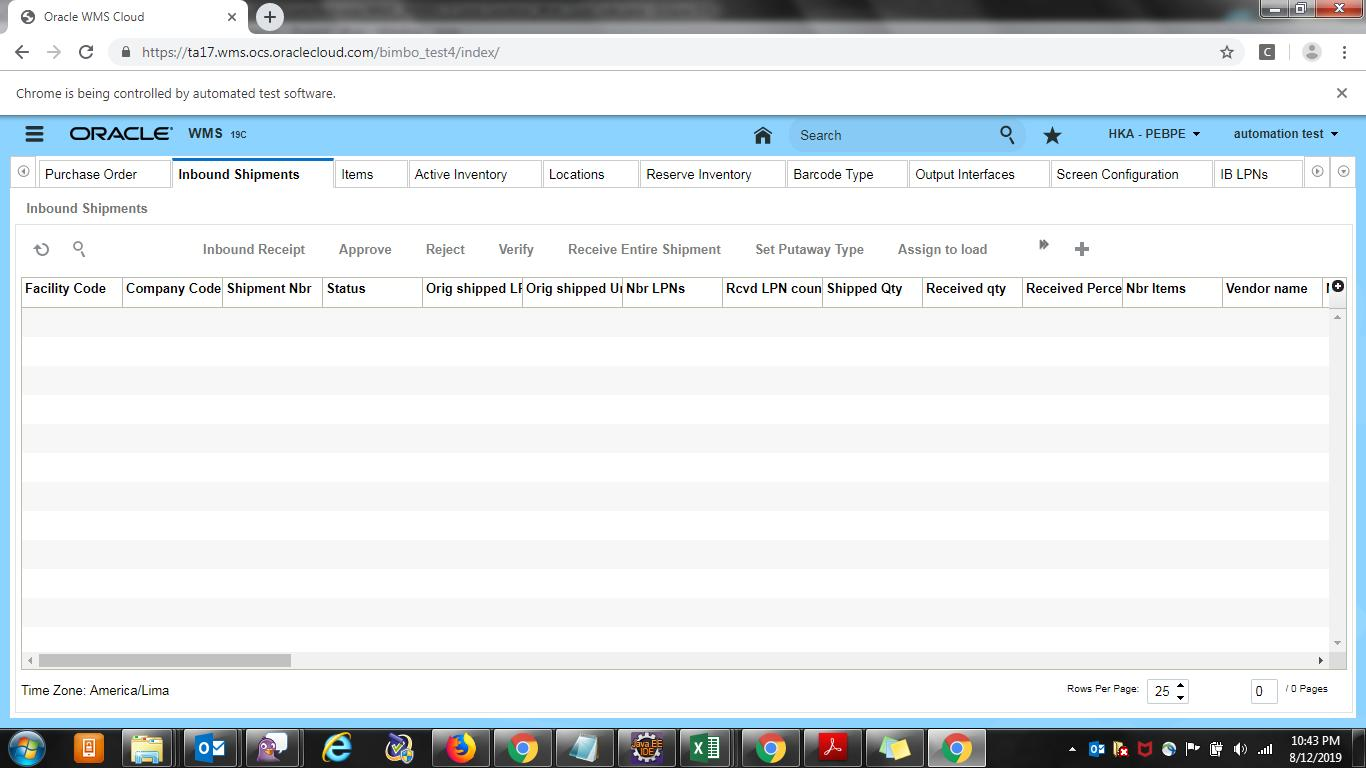 Oracle WMS Cloud
https://ta17.wms.ocs.oraclecloud.com/bimbo_test4/index/
C
Chrome is being controlled by automated test software.
ORACLE WMS 19C Search HKA - PEBPE automation test
Purchase Order Inbound Shipments Items Active Inventory Locations Reserve Inventory Barcode Type Output Interfaces Screen Configuration IB LPNs
Inbound Shipments
Inbound Receipt Approve Reject Verify Receive Entire Shipment Set Putaway Type Assign to load
Facility Code Company Code Shipment Nbr Status Orig shipped Orig shipped Nbr LPNs Rcvd LPN coun Shipped Qty Received qty Received Perce Nbr Items Vendor name
Time Zone: America/Lima Rows Per Page: 25 0 / 0 Pages
Java EE IDE
10:43 PM
8/12/2019